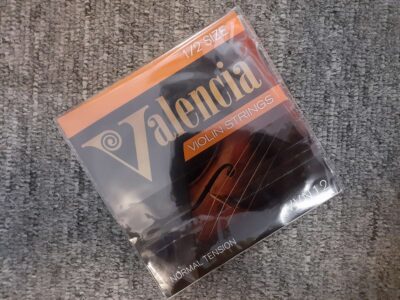 1/2 SIZE
Valencia
VIOLIN STRINGS
NORMAL TENSION